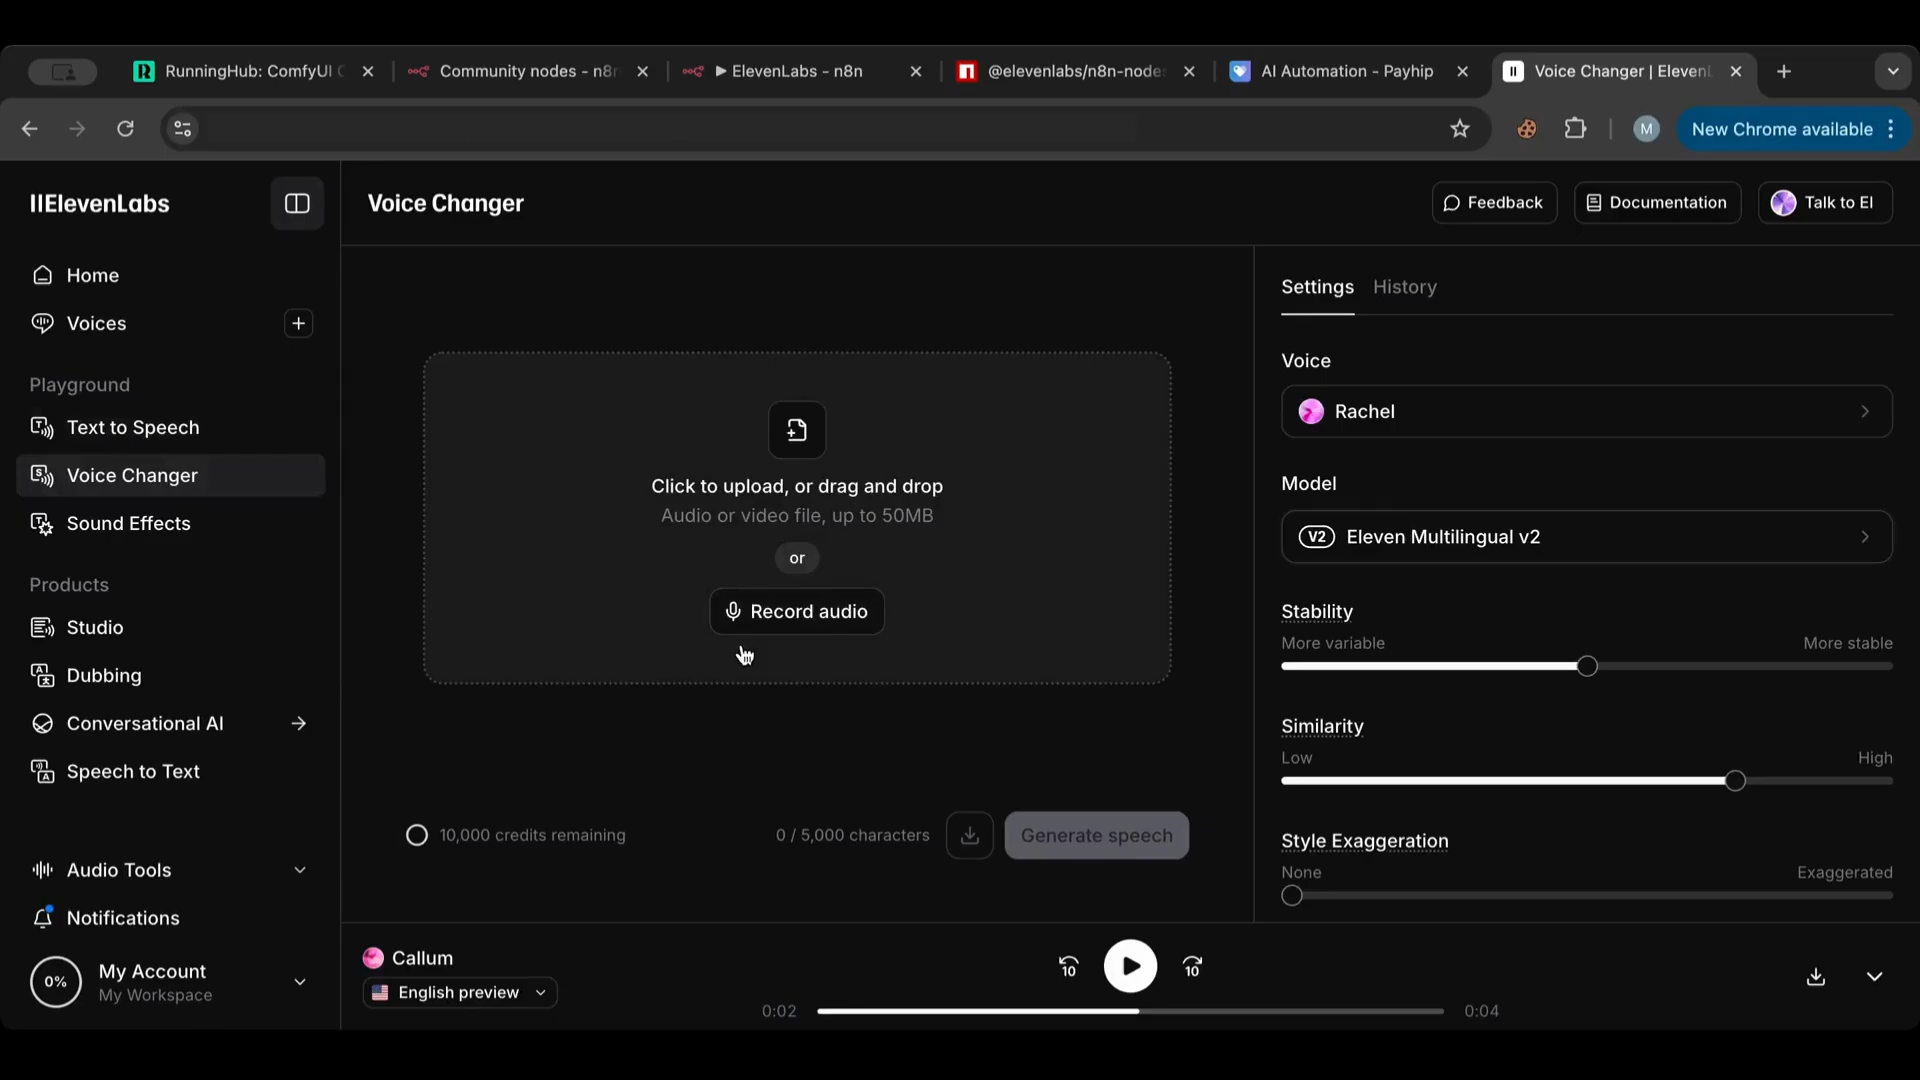 RunningHub: ComfyUI
Community nodes - n8n
▶ ElevenLabs - n8n
@elevenlabs/n8n-nodes
AI Automation - Payhip
Voice Changer | Eleven
M
New Chrome available
IIElevenLabs
Voice Changer
Feedback
Documentation
Talk to El
Home
Voices
Playground
Text to Speech
Voice Changer
Sound Effects
Products
Studio
Dubbing
Conversational AI
Speech to Text
Audio Tools
Notifications
0%
My Account
My Workspace
Click to upload, or drag and drop
Audio or video file, up to 50MB
or
Record audio
10,000 credits remaining
0 / 5,000 characters
Generate speech
Settings
History
Voice
Rachel
Model
V2 Eleven Multilingual v2
Stability
More variable
More stable
Similarity
Low
High
Style Exaggeration
None
Exaggerated
Callum
English preview
10
10
0:02
0:04